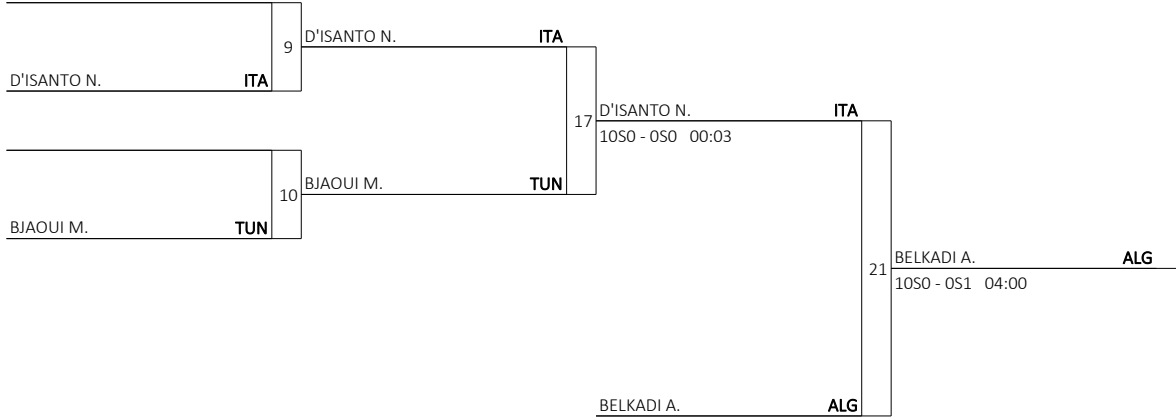 9
D'ISANTO N. ITA
D'ISANTO N. ITA
17
D'ISANTO N. ITA
10S0 - 0S0 00:03
10
BJAOUI M. TUN
BJAOUI M. TUN
21
BELKADI A. ALG
10S0 - 0S1 04:00
BELKADI A. ALG